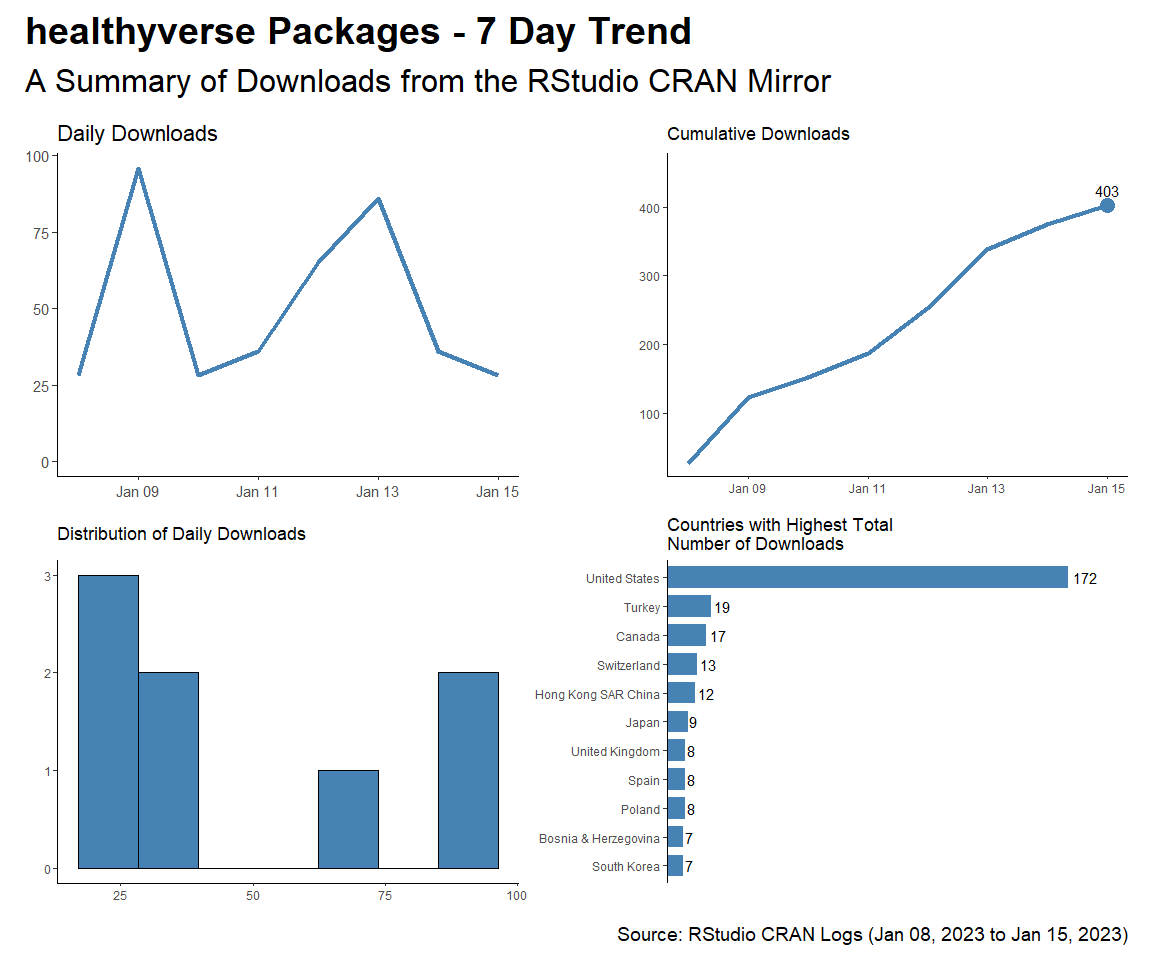 healthyverse Packages - 7 Day Trend
A Summary of Downloads from the RStudio CRAN Mirror
Daily Downloads
100
75
50
25
0
Jan 09 Jan 11 Jan 13 Jan 15
Cumulative Downloads
403
400
300
200
100
Jan 09 Jan 11 Jan 13 Jan 15
Distribution of Daily Downloads
3
2
1
0
25 50 75 100
Countries with Highest Total
Number of Downloads
United States 172
Turkey 19
Canada 17
Switzerland 13
Hong Kong SAR China 12
Japan 9
United Kingdom 8
Spain 8
Poland 8
Bosnia & Herzegovina 7
South Korea 7
Source: RStudio CRAN Logs (Jan 08, 2023 to Jan 15, 2023)